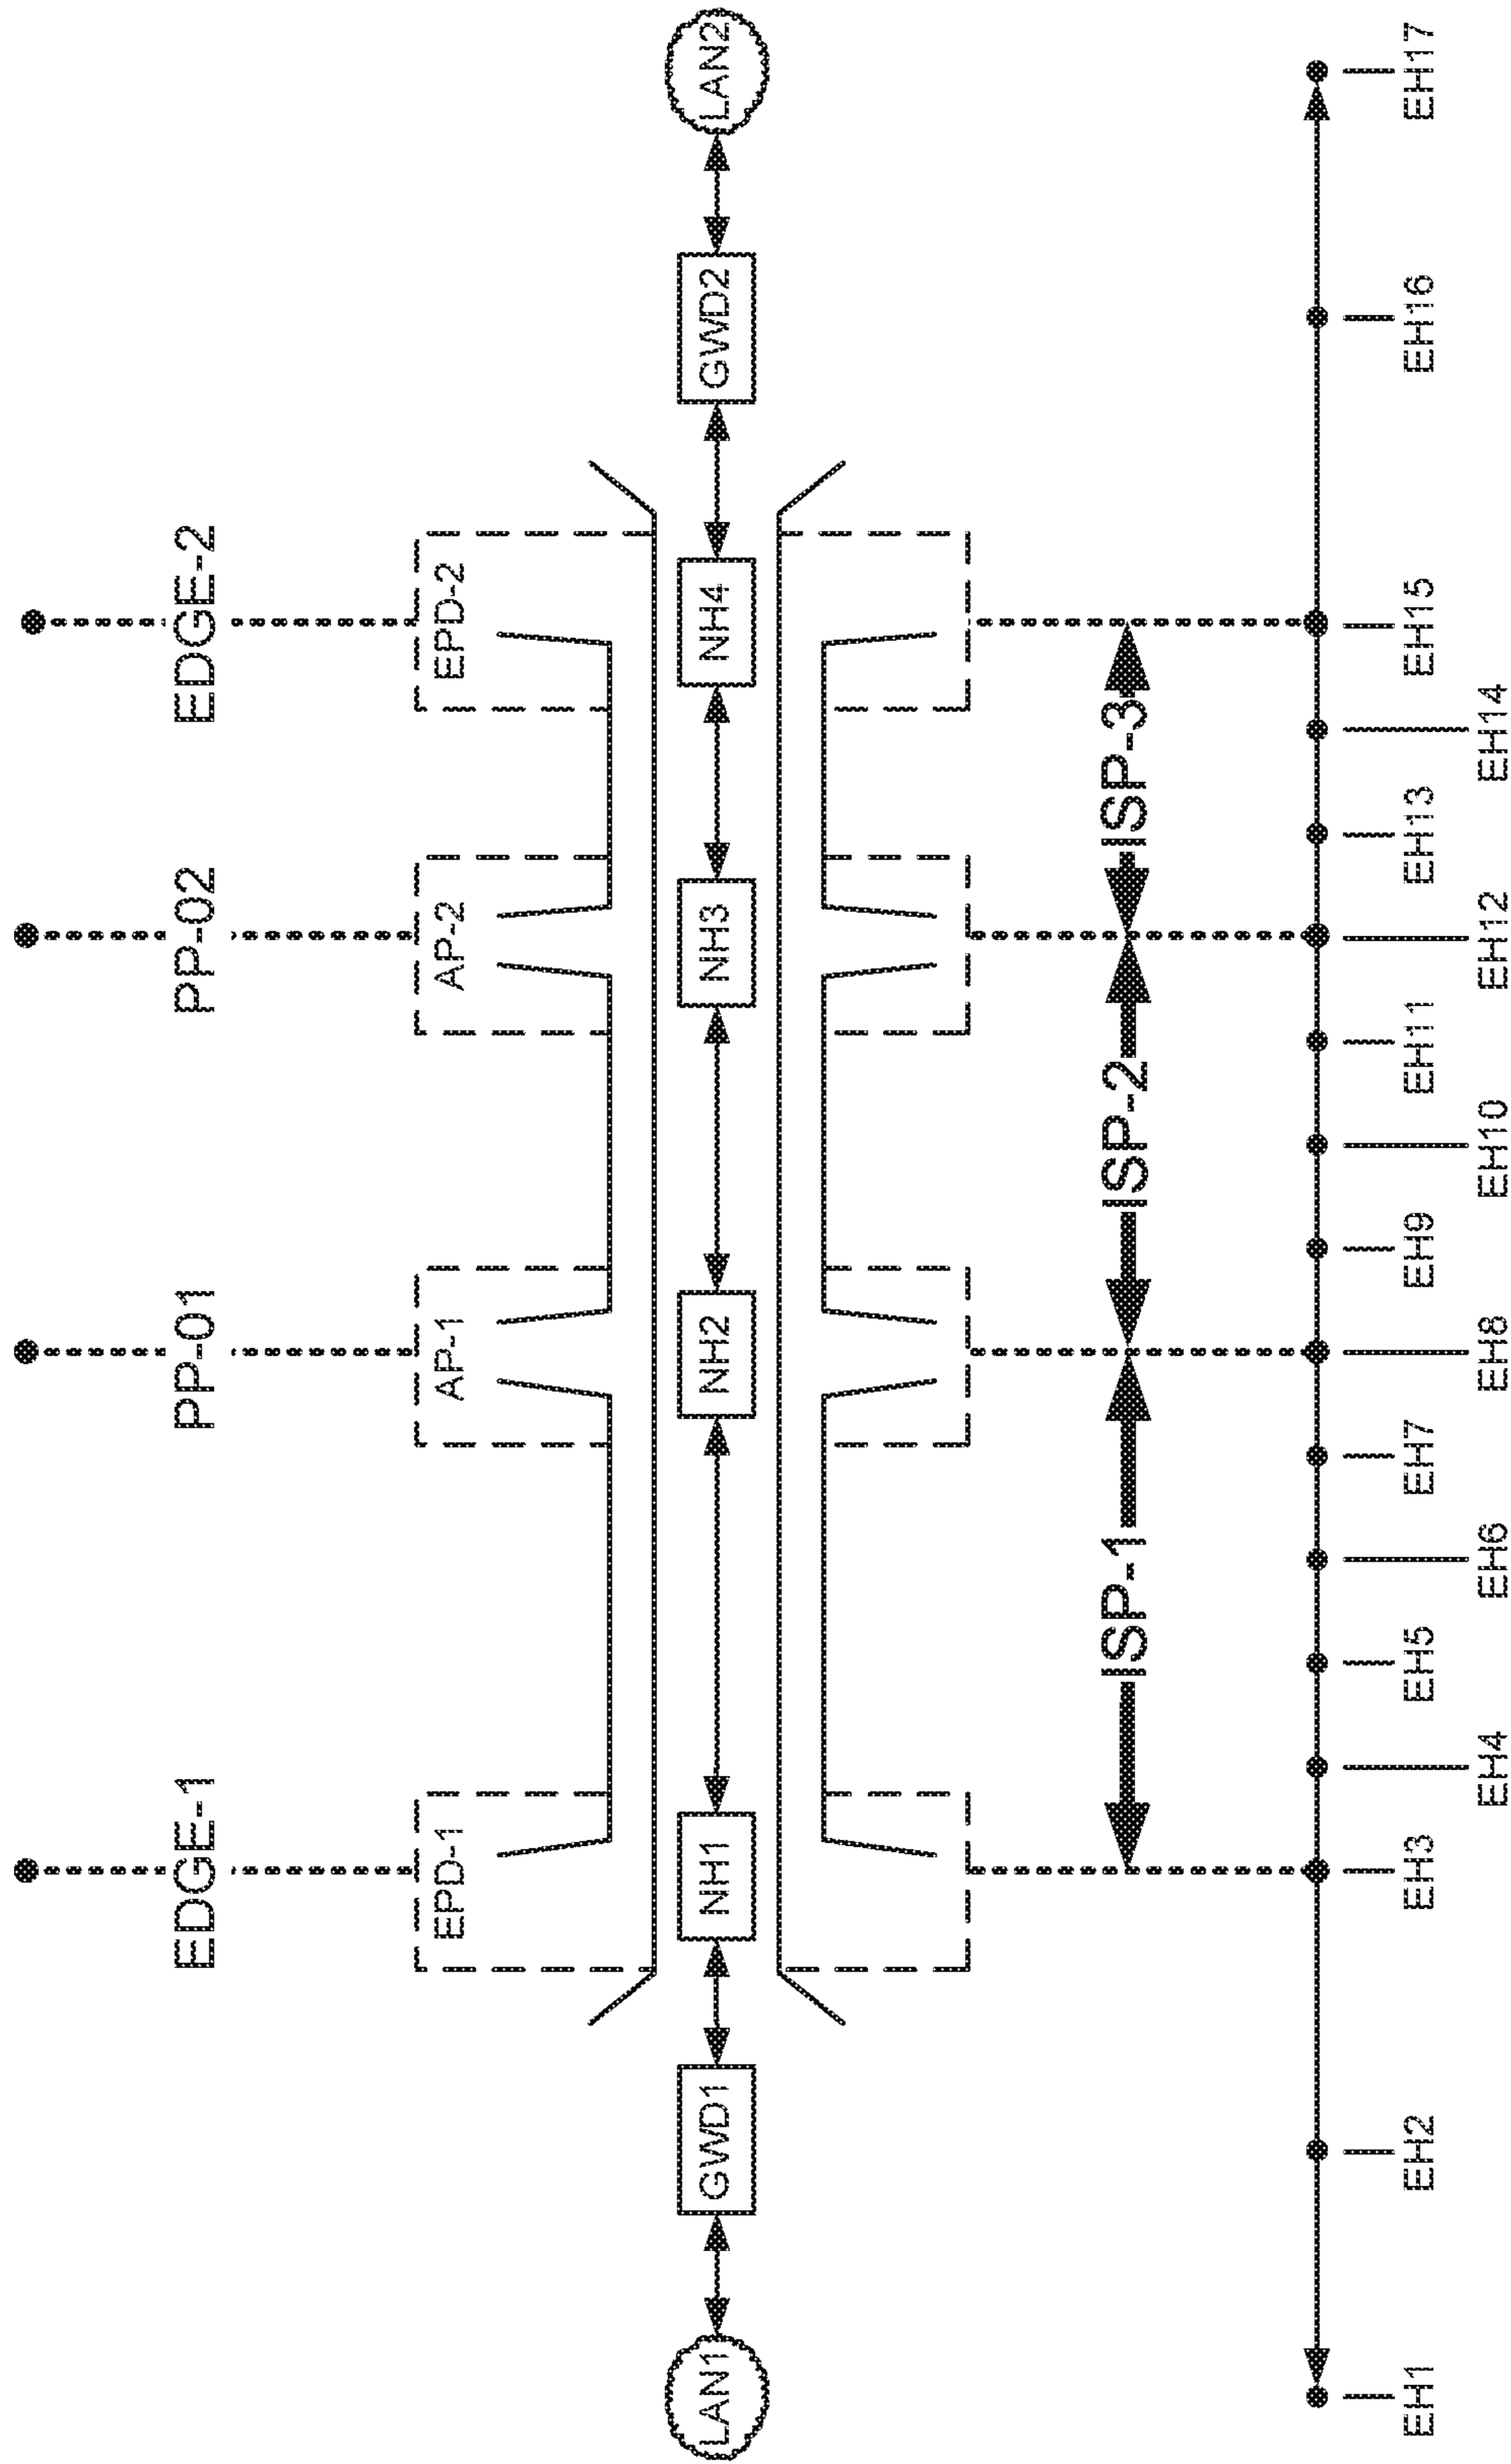 EDGE-1
PP-01
PP-02
EDGE-2
EPD-1
AP-1
AP-2
EPD-2
LAN1
GWD1
NH1
NH2
NH3
NH4
GWD2
LAN2
ISP-1
ISP-2
ISP-3
EH1
EH2
EH3
EH5
EH7
EH9
EH11
EH13
EH15
EH16
EH17
EH4
EH6
EH8
EH10
EH12
EH14